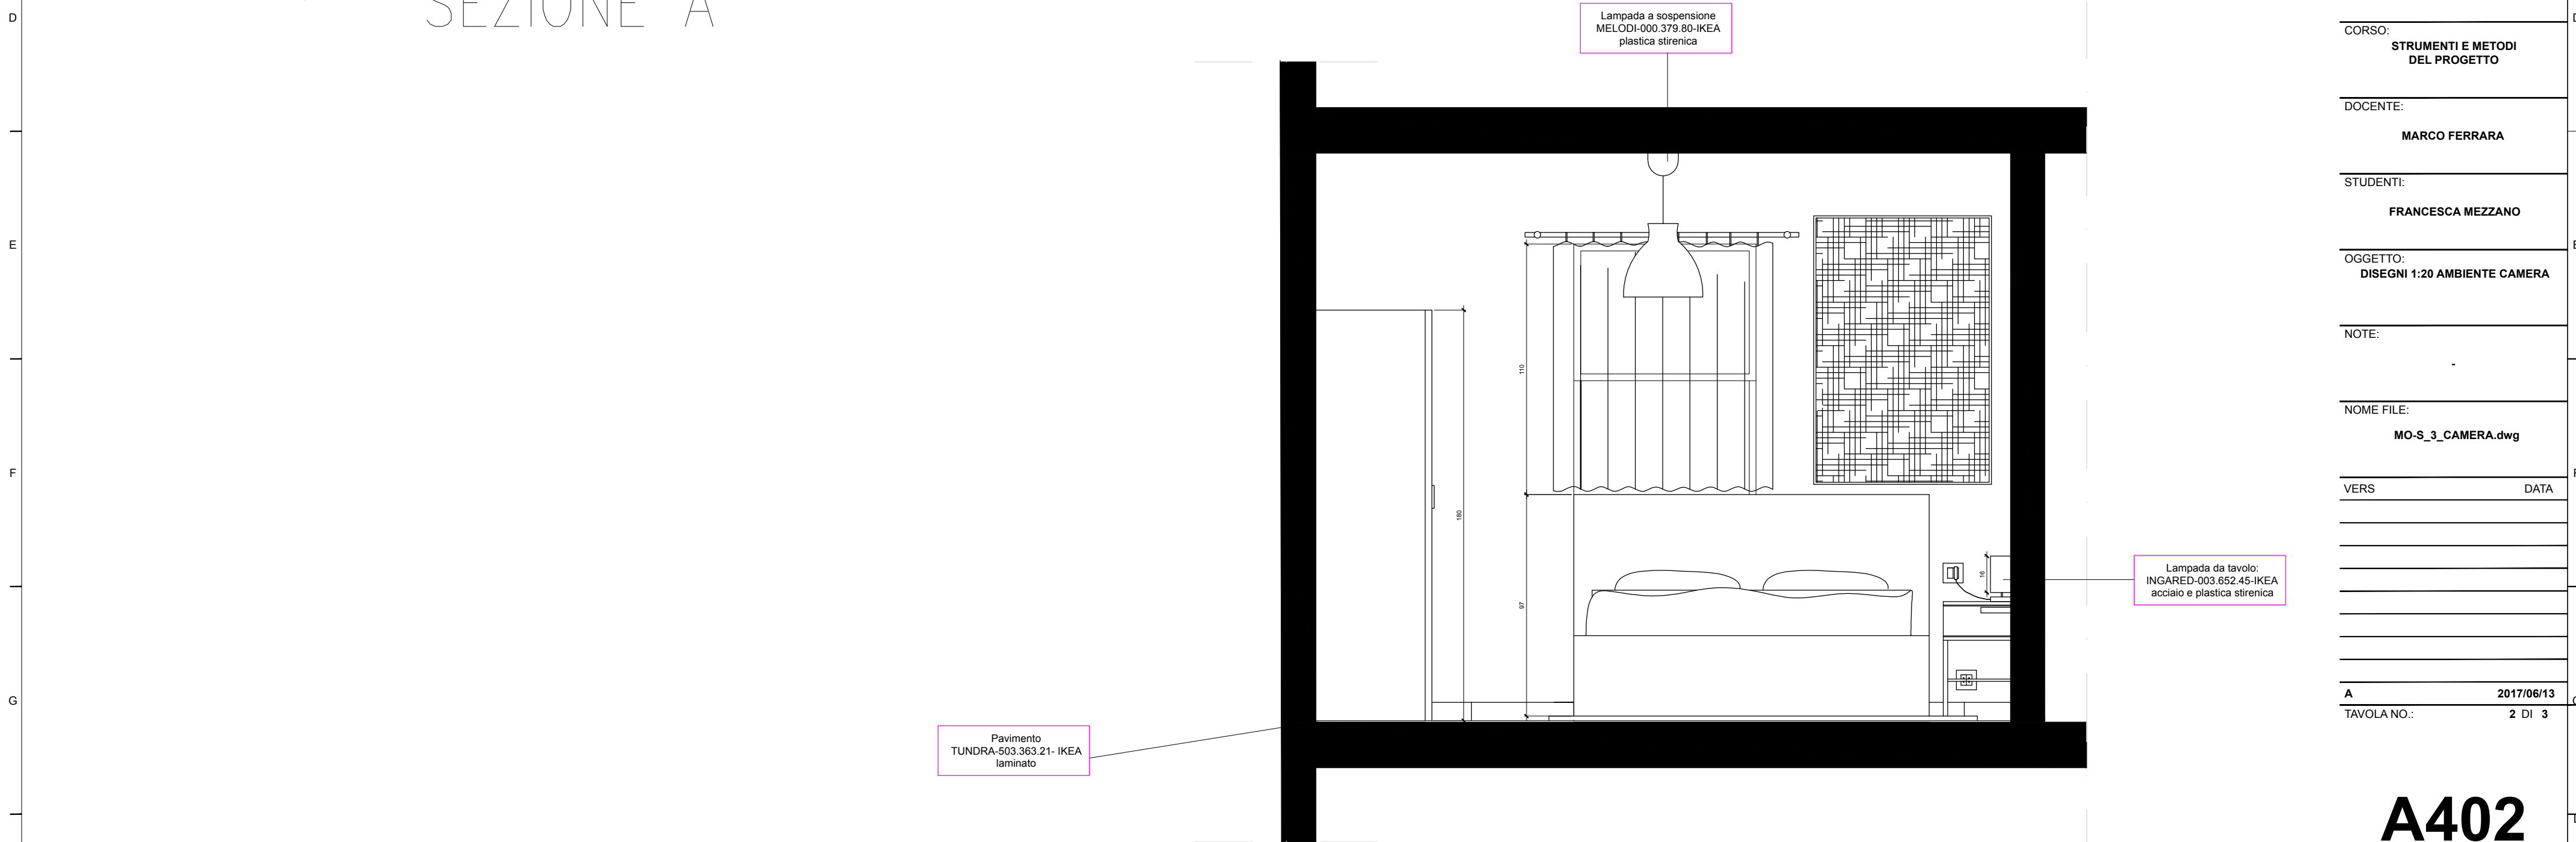 SEZIONE A
Lampada a sospensione
MELODI-000.379.80-IKEA
plastica stirenica
110
180
97
16
Lampada da tavolo:
INGARED-003.652.45-IKEA
acciaio e plastica stirenica
Pavimento
TUNDRA-503.363.21- IKEA
laminato
D
E
F
G
CORSO:
STRUMENTI E METODI
DEL PROGETTO
DOCENTE:
MARCO FERRARA
STUDENTI:
FRANCESCA MEZZANO
OGGETTO:
DISEGNI 1:20 AMBIENTE CAMERA
NOTE:
-
NOME FILE:
MO-S_3_CAMERA.dwg
VERS DATA
A 2017/06/13
TAVOLA NO.: 2 DI 3
A402